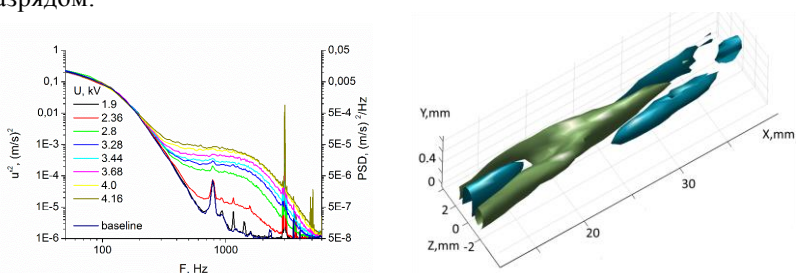 азрядом.
1
0,1
0,01
1E-3
1E-4
1E-5
1E-6
u'², (m/s)²
U, kV
1.9
2.36
2.8
3.28
3.44
3.68
4.0
4.16
baseline
0,05
0,005
5E-4
5E-5
5E-6
5E-7
5E-8
PSD, (m/s) ²/Hz
100 1000
F, Hz
Y,mm
0.4
0
2
0
-2
Z,mm
20
30
X,mm